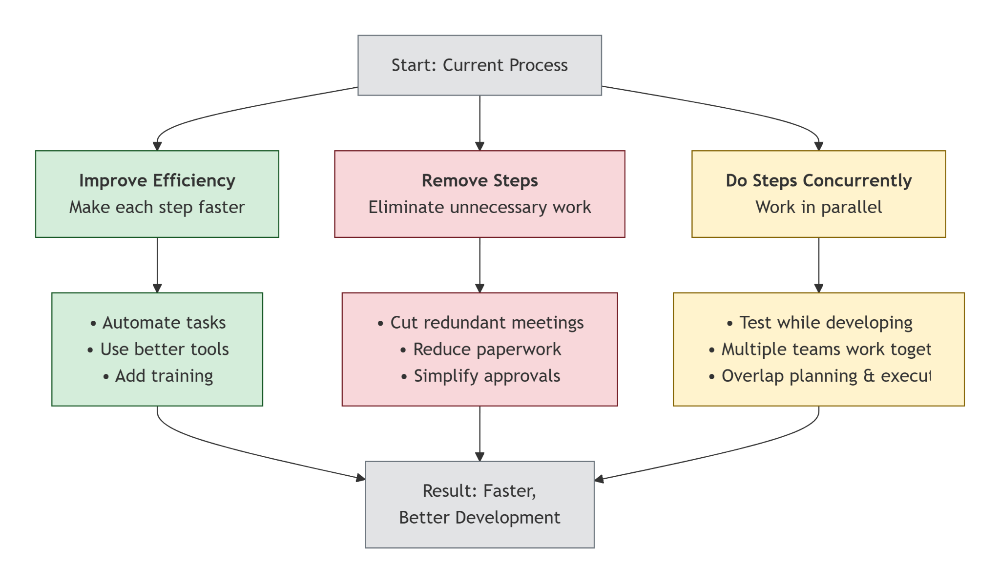 Start: Current Process
Improve Efficiency
Make each step faster
Remove Steps
Eliminate unnecessary work
Do Steps Concurrently
Work in parallel
• Automate tasks
• Use better tools
• Add training
• Cut redundant meetings
• Reduce paperwork
• Simplify approvals
• Test while developing
• Multiple teams work toget
• Overlap planning & execut
Result: Faster,
Better Development